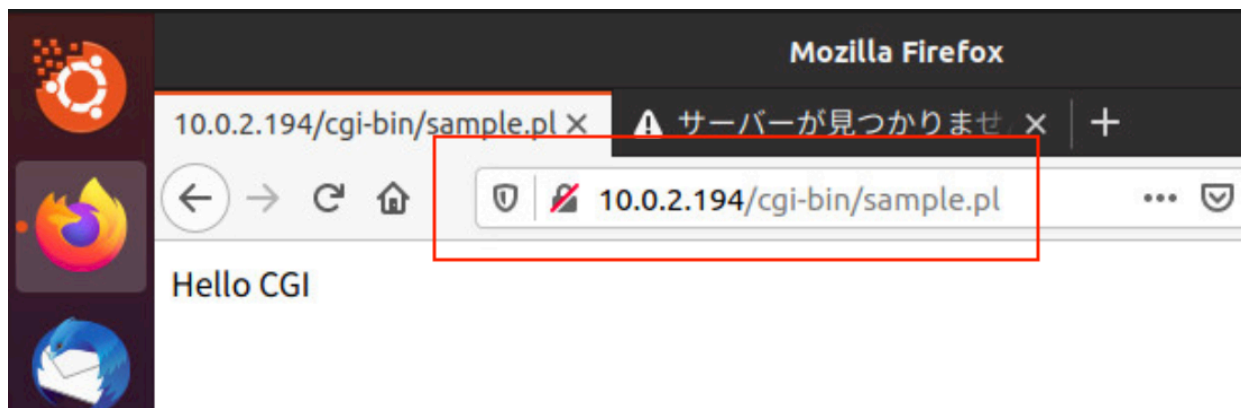 Mozilla Firefox
10.0.2.194/cgi-bin/sample.pl × サーバーが見つかりませ × +
10.0.2.194/cgi-bin/sample.pl
Hello CGI